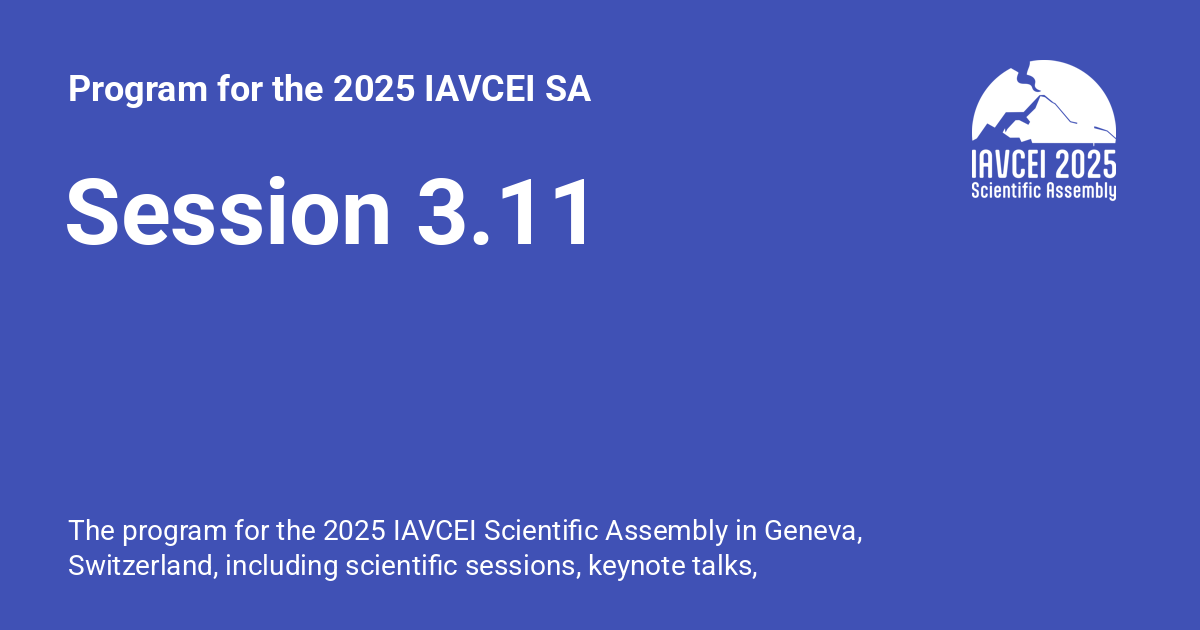 Program for the 2025 IAVCEI SA
IAVCEI 2025
Scientific Assembly
Session 3.11
The program for the 2025 IAVCEI Scientific Assembly in Geneva,
Switzerland, including scientific sessions, keynote talks,